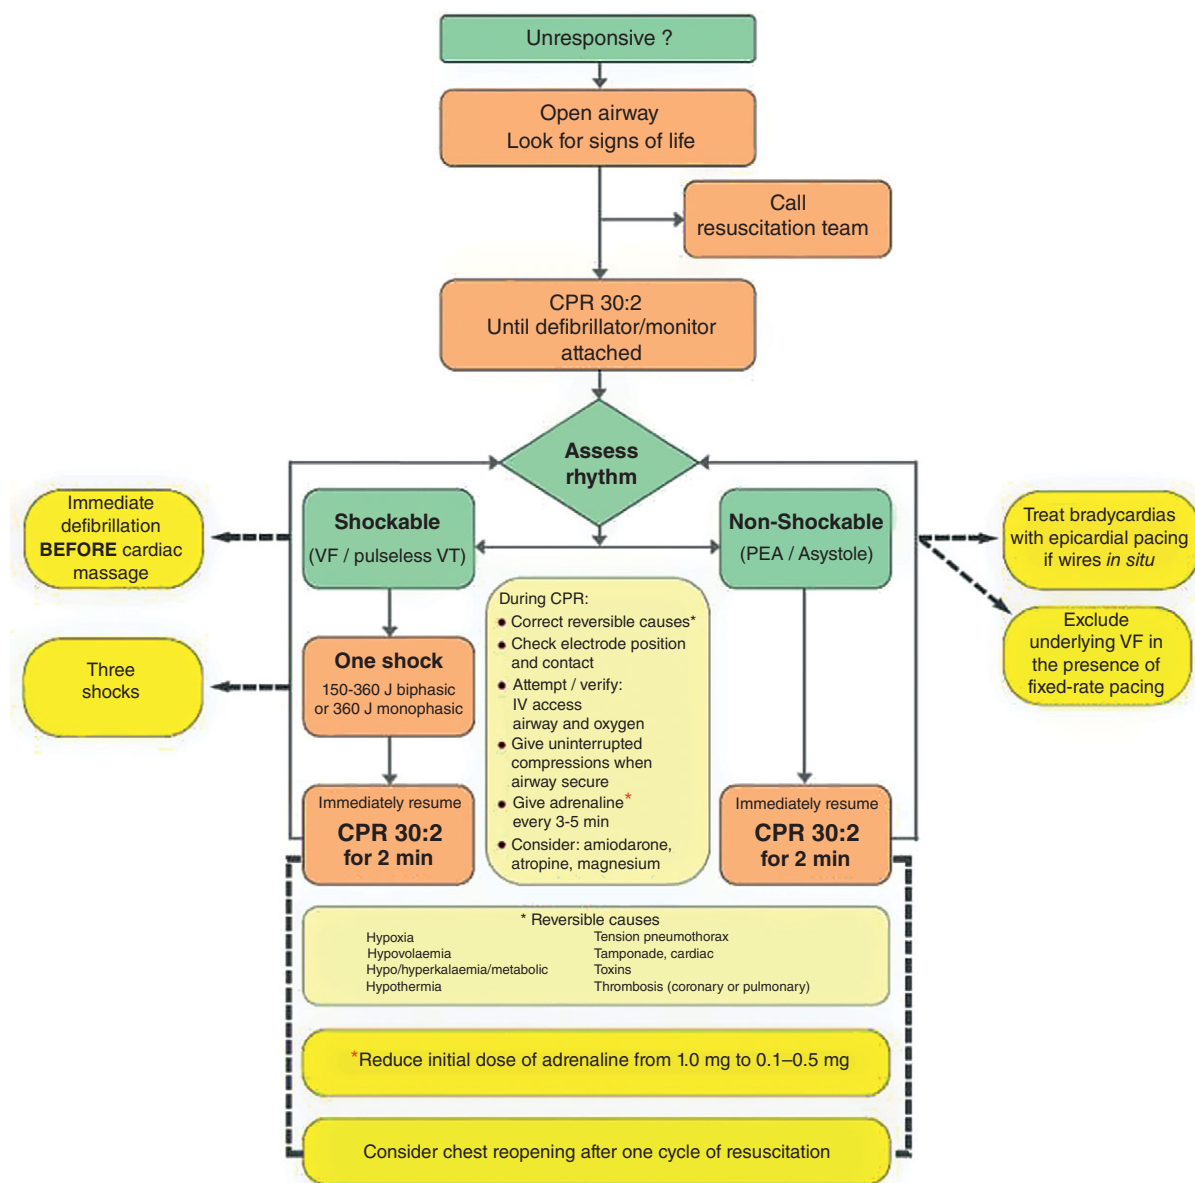 Unresponsive ?
Open airway
Look for signs of life
Call
resuscitation team
CPR 30:2
Until defibrillator/monitor
attached
Assess
rhythm
Immediate
defibrillation
BEFORE cardiac
massage
Shockable
(VF / pulseless VT)
Non-Shockable
(PEA / Asystole)
Treat bradycardias
with epicardial pacing
if wires in situ
Three
shocks
One shock
150-360 J biphasic
or 360 J monophasic
During CPR:
• Correct reversible causes*
• Check electrode position
and contact
• Attempt / verify:
IV access
airway and oxygen
• Give uninterrupted
compressions when
airway secure
• Give adrenaline*
every 3-5 min
• Consider: amiodarone,
atropine, magnesium
Exclude
underlying VF in
the presence of
fixed-rate pacing
Immediately resume
CPR 30:2
for 2 min
Immediately resume
CPR 30:2
for 2 min
* Reversible causes
Hypoxia
Hypovolaemia
Hypo/hyperkalaemia/metabolic
Hypothermia
Tension pneumothorax
Tamponade, cardiac
Toxins
Thrombosis (coronary or pulmonary)
*Reduce initial dose of adrenaline from 1.0 mg to 0.1–0.5 mg
Consider chest reopening after one cycle of resuscitation